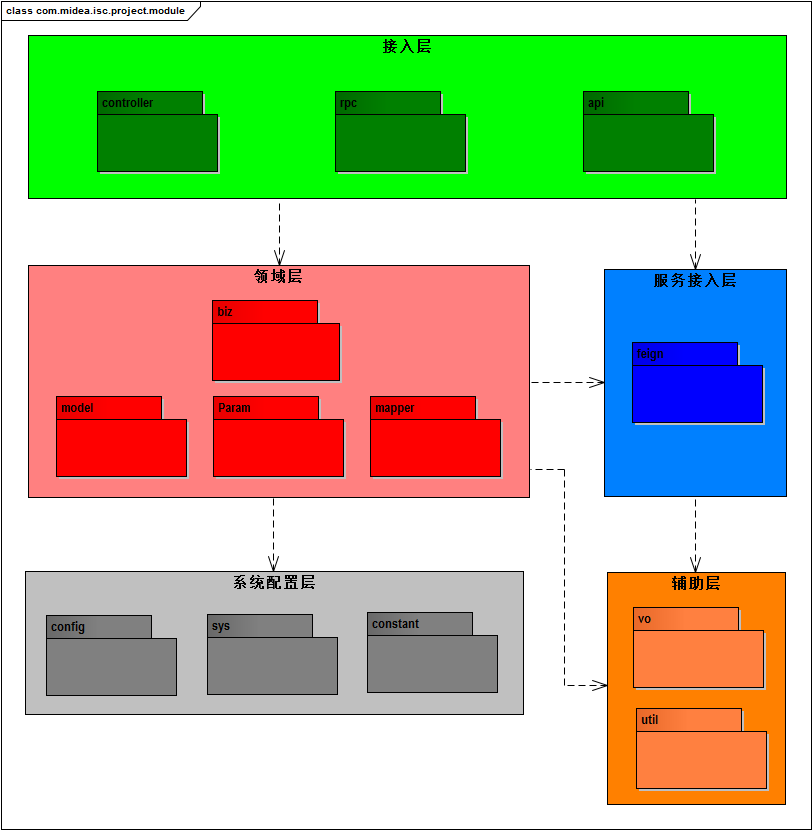 class com.midea.isc.project.module
接入层
controller
rpc
api
领域层
biz
model
Param
mapper
服务接入层
feign
系统配置层
config
sys
constant
辅助层
vo
util